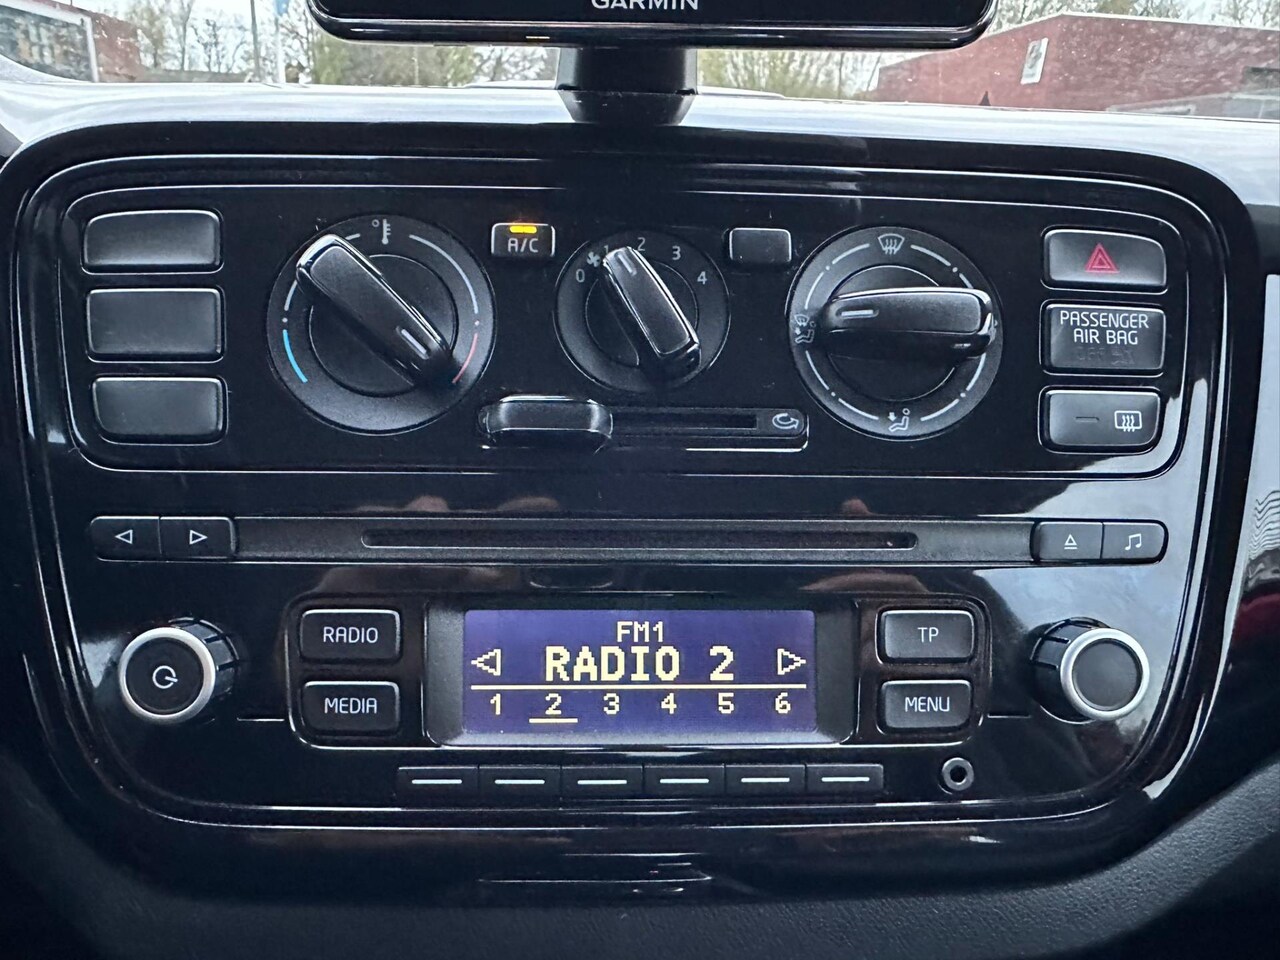 GARMIN
A/C
0 1 2 3 4
PASSENGER
AIR BAG
RADIO
MEDIA
FM1
RADIO 2
1 2 3 4 5 6
TP
MENU